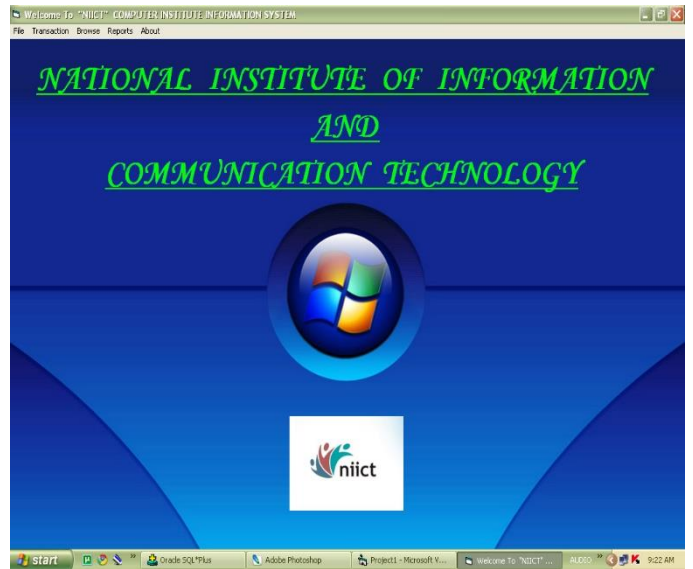 Welcome To "NIICT" COMPUTER INSTITUTE INFORMATION SYSTEM
File Transaction Browse Reports About
NATIONAL INSTITUTE OF INFORMATION
AND
COMMUNICATION TECHNOLOGY
niict
start
Oracle SQL*Plus
Adobe Photoshop
Project1 - Microsoft V...
Welcome To "NIICT" ...
AUDIO
9:22 AM